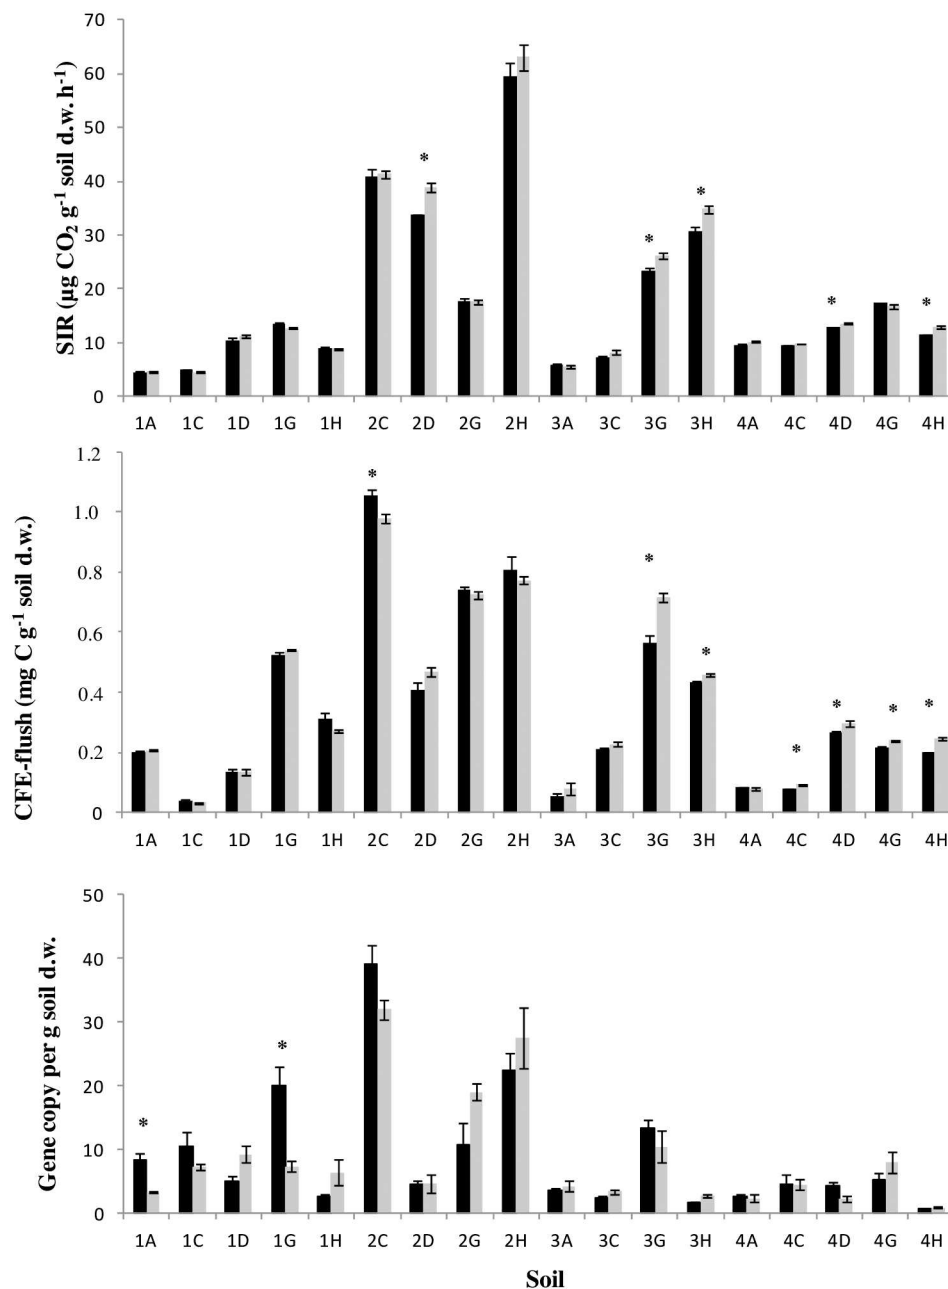 SIR (µg CO₂ g⁻¹ soil d.w. h⁻¹)
70
60
50
40
30
20
10
0
* * * * *
1A 1C 1D 1G 1H 2C 2D 2G 2H 3A 3C 3G 3H 4A 4C 4D 4G 4H
CFE-flush (mg C g⁻¹ soil d.w.)
1.2
1.0
0.8
0.6
0.4
0.2
0
* * * * * * *
1A 1C 1D 1G 1H 2C 2D 2G 2H 3A 3C 3G 3H 4A 4C 4D 4G 4H
Gene copy per g soil d.w.
50
40
30
20
10
0
* *
1A 1C 1D 1G 1H 2C 2D 2G 2H 3A 3C 3G 3H 4A 4C 4D 4G 4H
Soil